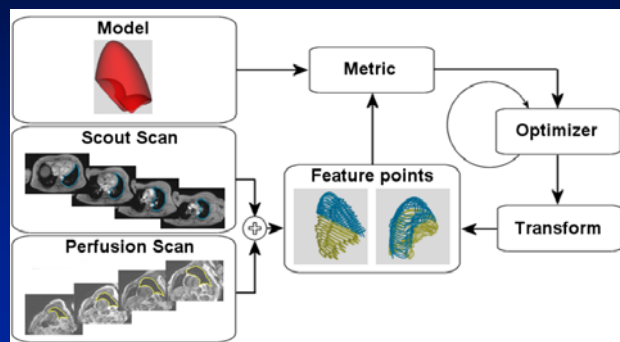 Model
Metric
Scout Scan
Optimizer
Feature points
Transform
Perfusion Scan